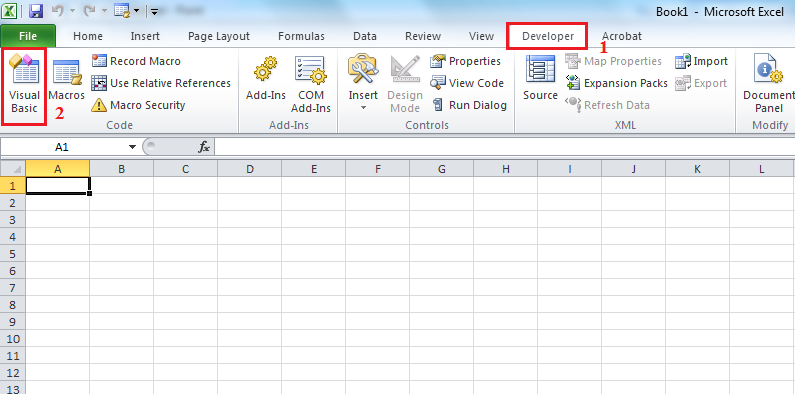 Book1 - Microsoft Excel
File Home Insert Page Layout Formulas Data Review View Developer 1 Acrobat
Visual Basic 2
Macros
Record Macro
Use Relative References
Macro Security
Code
Add-Ins
COM Add-Ins
Add-Ins
Insert
Design Mode
Properties
View Code
Run Dialog
Controls
Source
Map Properties
Expansion Packs
Refresh Data
Import
Export
XML
Document Panel
Modify
A1 fx
A B C D E F G H I J K L
1
2
3
4
5
6
7
8
9
10
11
12
13